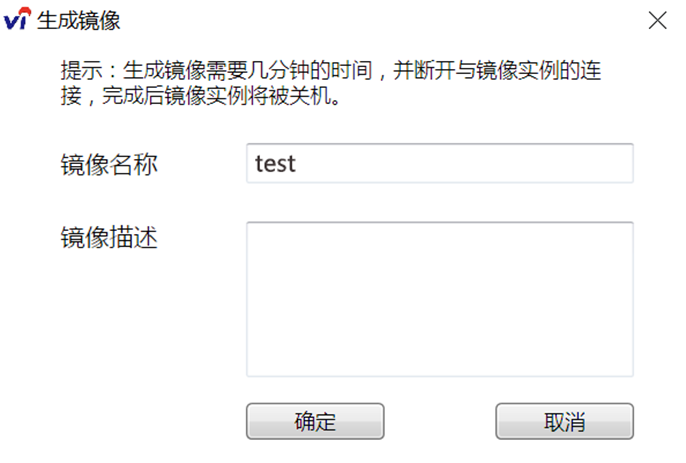 vi 生成镜像
提示：生成镜像需要几分钟的时间，并断开与镜像实例的连
接，完成后镜像实例将被关机。
镜像名称 test
镜像描述
确定 取消